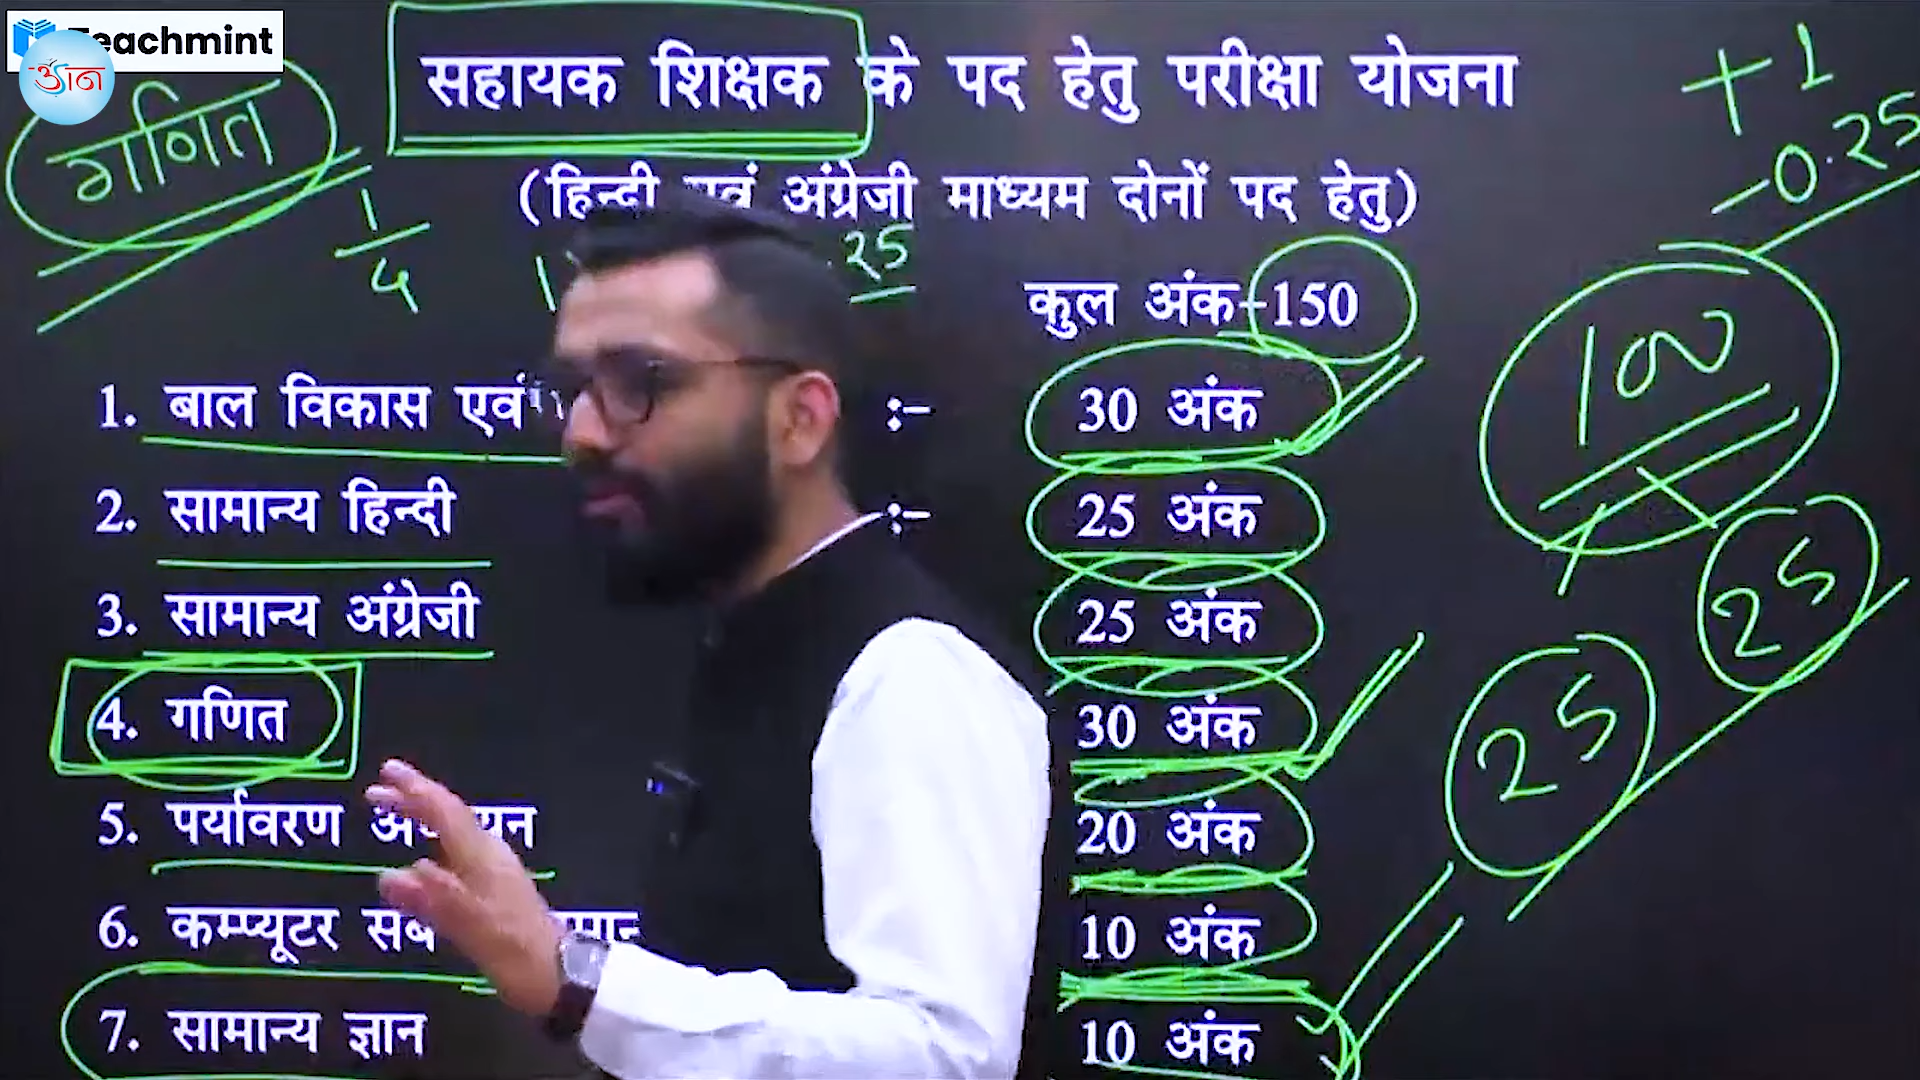 Teachmint
ज्ञान
गणित
सहायक शिक्षक के पद हेतु परीक्षा योजना
+1
-0.25
(हिन्दी एवं अंग्रेजी माध्यम दोनों पद हेतु)
1/4
.25
कुल अंक-150
100
1. बाल विकास एवं :- 30 अंक
2. सामान्य हिन्दी :- 25 अंक
25
3. सामान्य अंग्रेजी 25 अंक
4. गणित 30 अंक
25
5. पर्यावरण 20 अंक
6. कम्प्यूटर 10 अंक
7. सामान्य ज्ञान 10 अंक